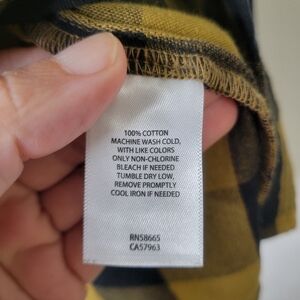 100% COTTON
MACHINE WASH COLD,
WITH LIKE COLORS
ONLY NON-CHLORINE
BLEACH IF NEEDED
TUMBLE DRY LOW,
REMOVE PROMPTLY
COOL IRON IF NEEDED
RN58665
CA57963